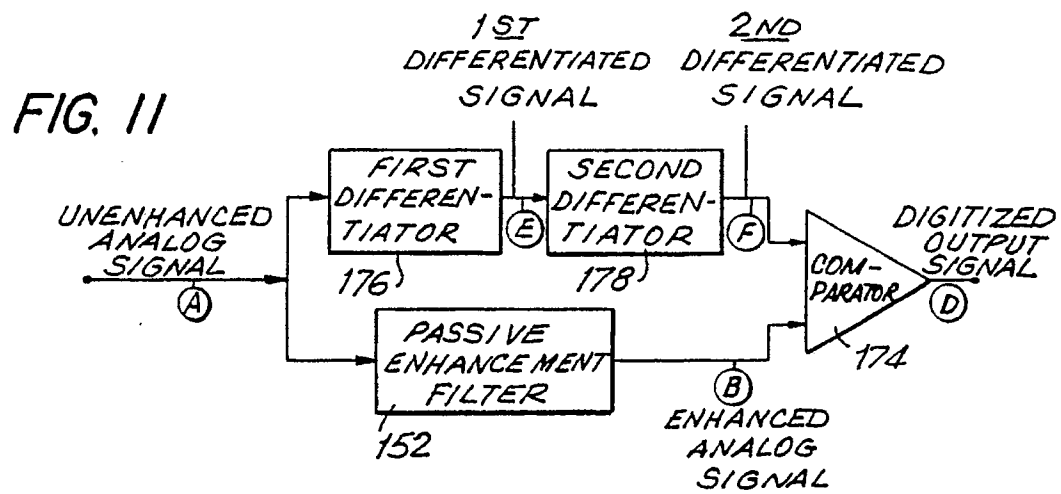 FIG. 11
1ST
DIFFERENTIATED
SIGNAL
2ND
DIFFERENTIATED
SIGNAL
UNENHANCED
ANALOG
SIGNAL
A
FIRST
DIFFEREN-
TIATOR
176
E
SECOND
DIFFEREN-
TIATOR
178
F
COM-
PARATOR
174
DIGITIZED
OUTPUT
SIGNAL
D
PASSIVE
ENHANCEMENT
FILTER
152
B
ENHANCED
ANALOG
SIGNAL